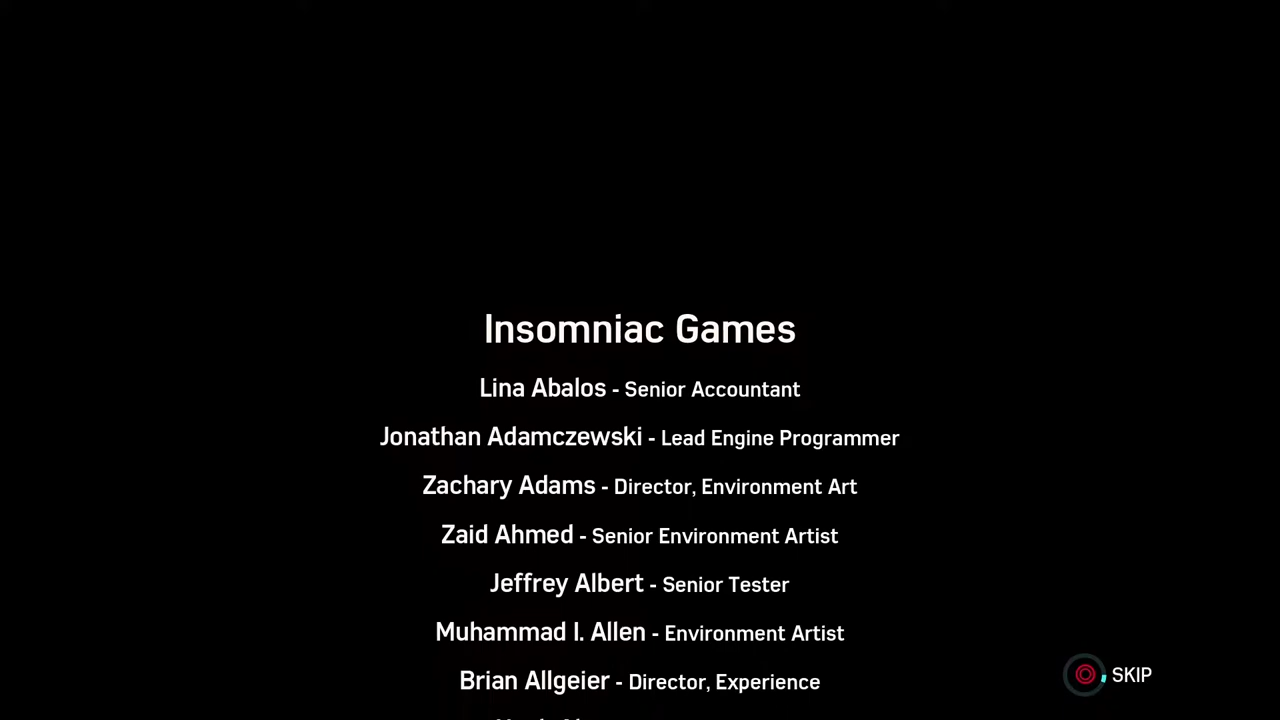 Insomniac Games
Lina Abalos - Senior Accountant
Jonathan Adamczewski - Lead Engine Programmer
Zachary Adams - Director, Environment Art
Zaid Ahmed - Senior Environment Artist
Jeffrey Albert - Senior Tester
Muhammad I. Allen - Environment Artist
Brian Allgeier - Director, Experience
SKIP